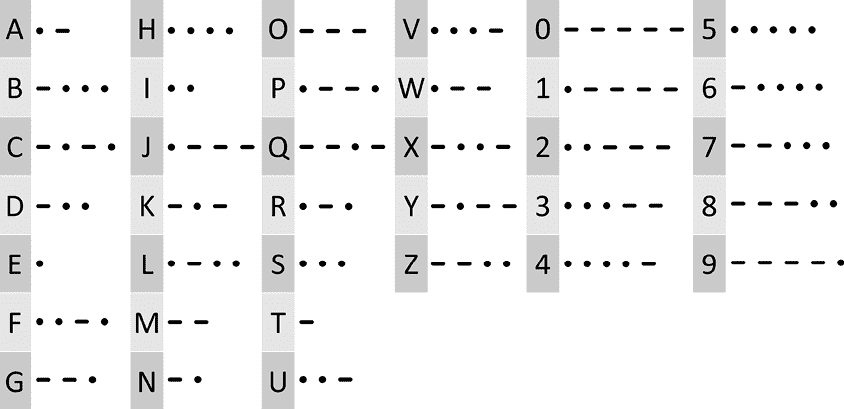 A • – H • • • • O – – – V • • • – 0 – – – – – 5 • • • • •
B – • • • I • • P • – – • W • – – 1 • – – – – 6 – • • • •
C – • – • J • – – – Q – – • – X – • • – 2 • • – – – 7 – – • • •
D – • • K – • – R • – • Y – • – – 3 • • • – – 8 – – – • •
E • L • – • • S • • • Z – – • • 4 • • • • – 9 – – – – •
F • • – • M – – T –
G – – • N – • U • • –